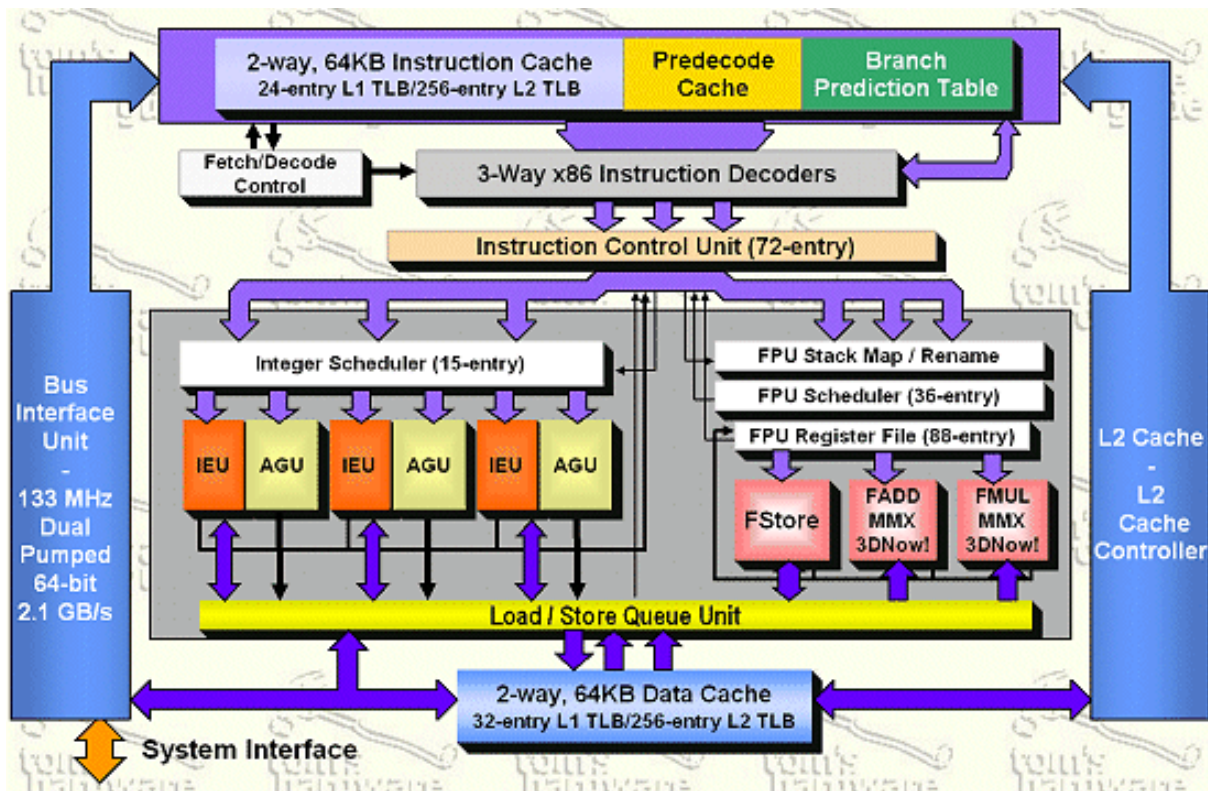 2-way, 64KB Instruction Cache
24-entry L1 TLB/256-entry L2 TLB
Predecode
Cache
Branch
Prediction Table
Fetch/Decode
Control
3-Way x86 Instruction Decoders
Instruction Control Unit (72-entry)
Bus
Interface
Unit
-
133 MHz
Dual
Pumped
64-bit
2.1 GB/s
Integer Scheduler (15-entry)
IEU
AGU
IEU
AGU
IEU
AGU
FPU Stack Map / Rename
FPU Scheduler (36-entry)
FPU Register File (88-entry)
FStore
FADD
MMX
3DNow!
FMUL
MMX
3DNow!
L2 Cache
-
L2
Cache
Controller
Load / Store Queue Unit
2-way, 64KB Data Cache
32-entry L1 TLB/256-entry L2 TLB
System Interface
tom's
hardware